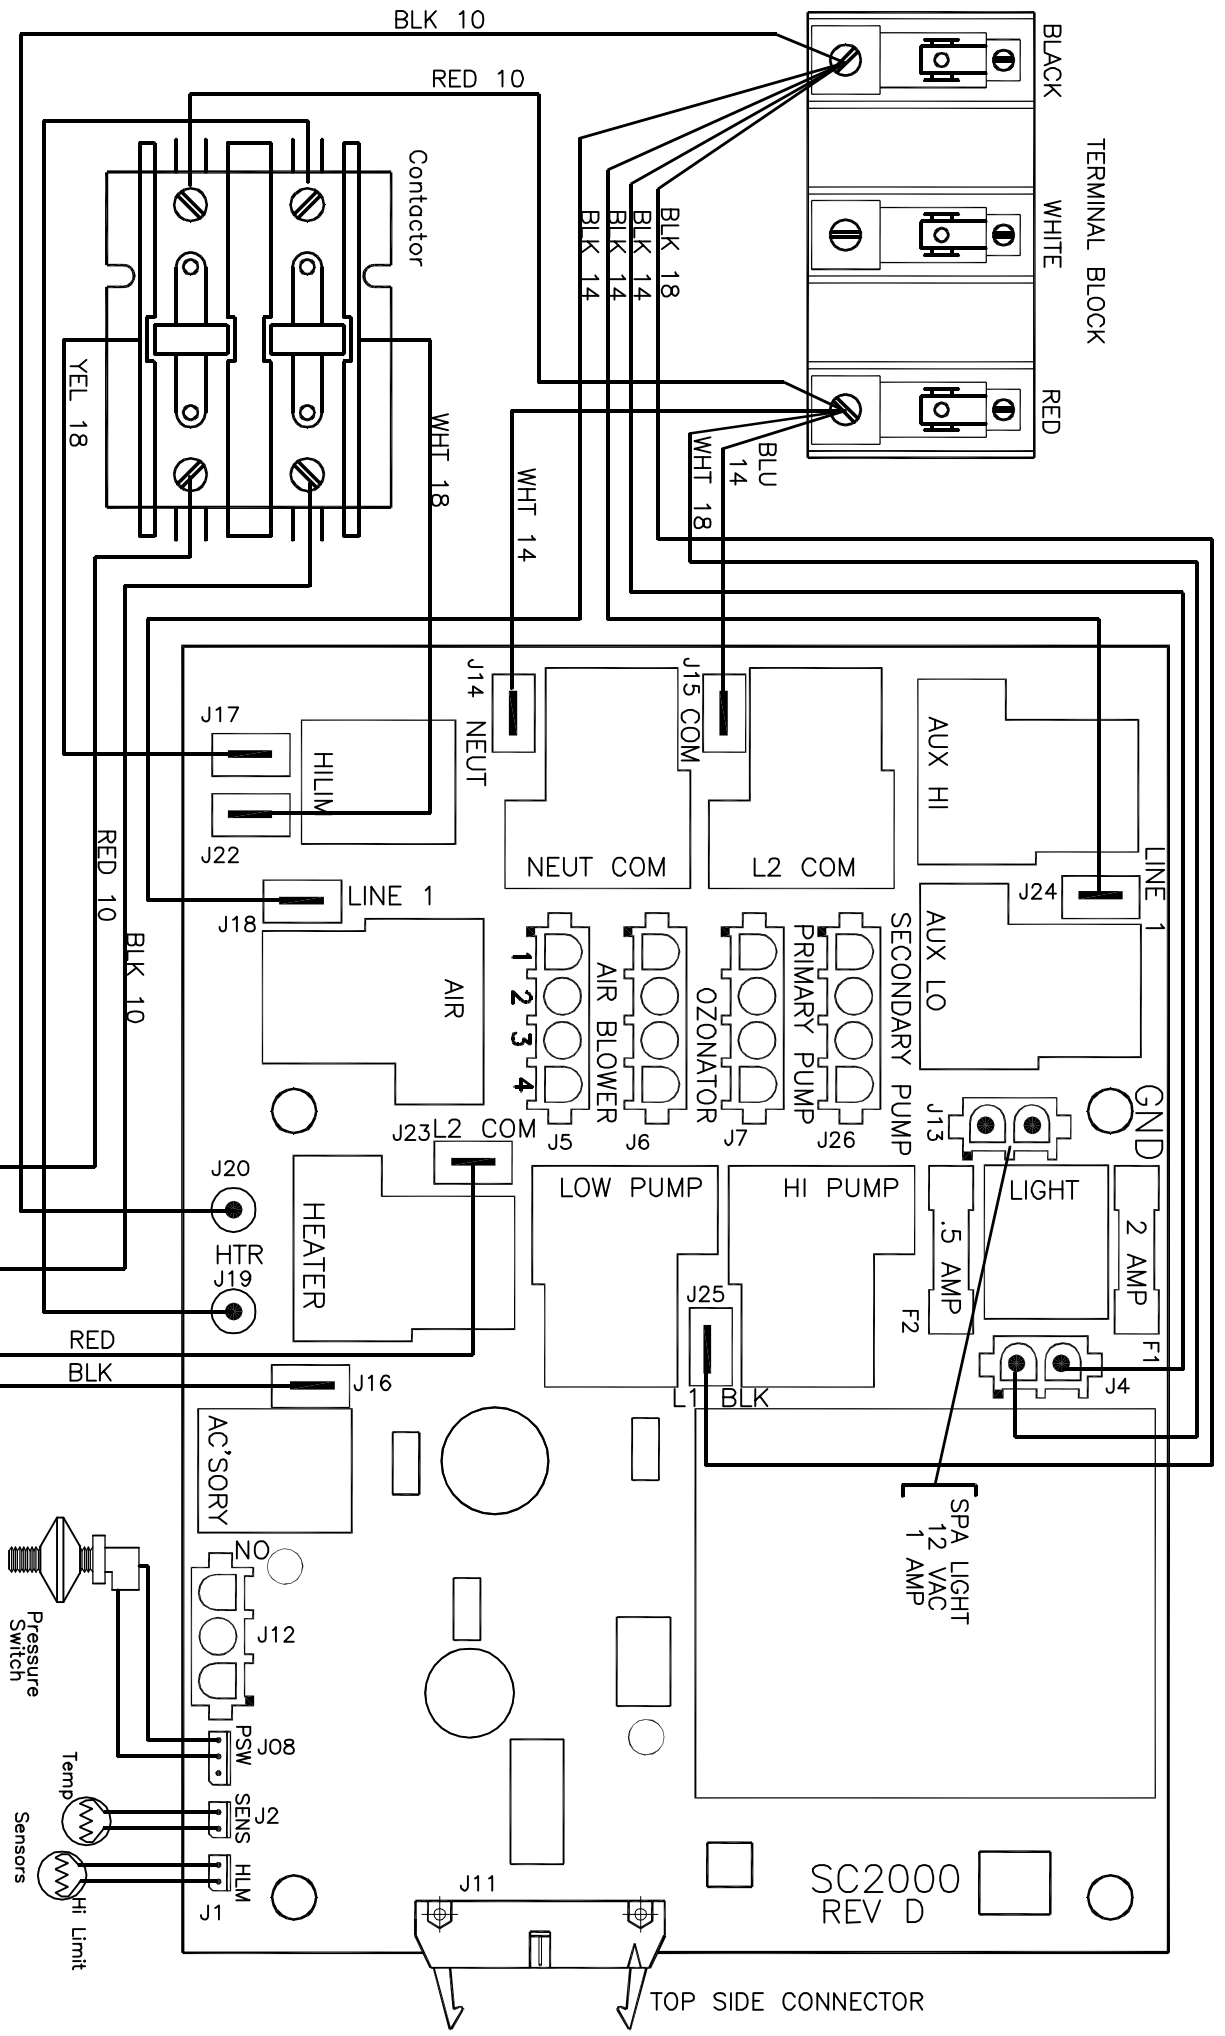 BLK 10
RED 10
BLACK
WHITE
RED
TERMINAL BLOCK
Contactor
BLK 14
BLK 14
BLK 14
BLK 18
YEL 18
WHT 18
WHT 14
WHT 18
BLU
14
J17
HILIM
J22
J14 NEUT
J15 COM
AUX HI
NEUT COM
L2 COM
RED 10
BLK 10
J18
LINE 1
J24
LINE 1
AIR
AUX LO
1
2
3
4
AIR BLOWER
OZONATOR
PRIMARY PUMP
SECONDARY PUMP
J5
J6
J7
J26
J13
GND
J23
L2 COM
J20
HTR
J19
HEATER
LOW PUMP
HI PUMP
LIGHT
.5 AMP
2 AMP
F2
F1
J25
J4
RED
BLK
J16
L1 BLK
AC'SORY
SPA LIGHT
12 VAC
1 AMP
NO
J12
Pressure
Switch
PSW
J08
Temp
SENS
J2
Sensors
HLM
J1
Hi Limit
J11
SC2000
REV D
TOP SIDE CONNECTOR